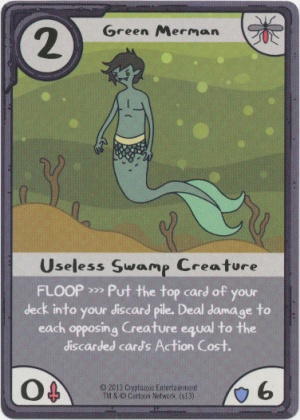 2
Green Merman
Useless Swamp Creature
FLOOP >>> Put the top card of your
deck into your discard pile. Deal damage to
each opposing Creature equal to the
discarded card's Action Cost.
© 2013 Cryptozoic Entertainment
TM & © Cartoon Network. (s13)
0
6